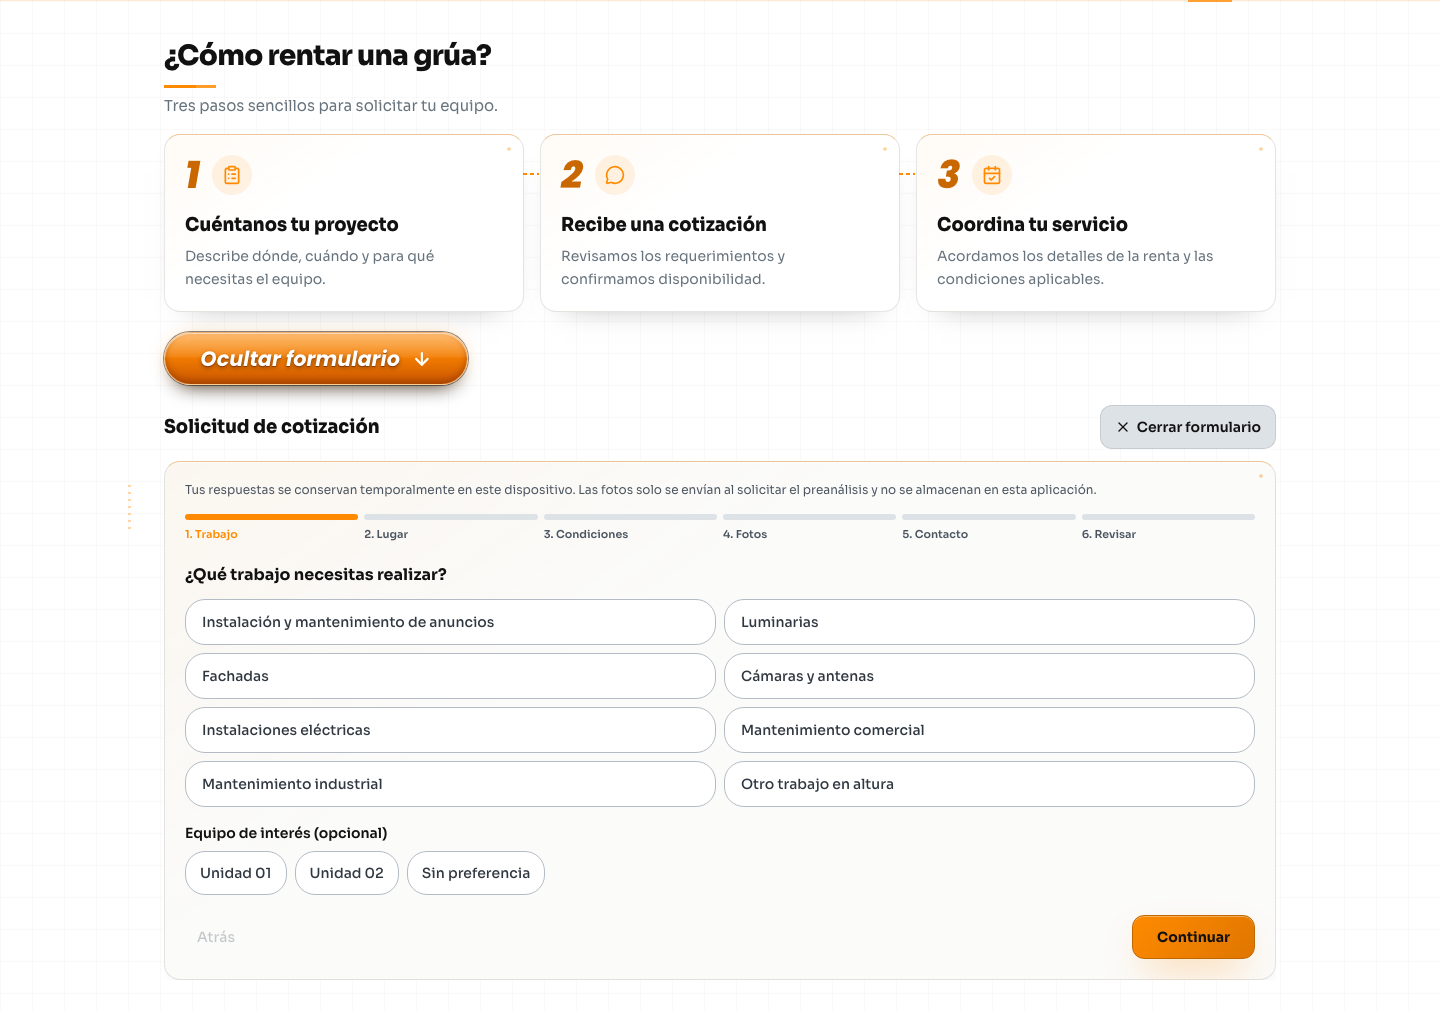 ¿Cómo rentar una grúa?
Tres pasos sencillos para solicitar tu equipo.
1
Cuéntanos tu proyecto
Describe dónde, cuándo y para qué
necesitas el equipo.
2
Recibe una cotización
Revisamos los requerimientos y
confirmamos disponibilidad.
3
Coordina tu servicio
Acordamos los detalles de la renta y las
condiciones aplicables.
Ocultar formulario
Solicitud de cotización
Cerrar formulario
Tus respuestas se conservan temporalmente en este dispositivo. Las fotos solo se envían al solicitar el preanálisis y no se almacenan en esta aplicación.
1. Trabajo
2. Lugar
3. Condiciones
4. Fotos
5. Contacto
6. Revisar
¿Qué trabajo necesitas realizar?
Instalación y mantenimiento de anuncios
Luminarias
Fachadas
Cámaras y antenas
Instalaciones eléctricas
Mantenimiento comercial
Mantenimiento industrial
Otro trabajo en altura
Equipo de interés (opcional)
Unidad 01
Unidad 02
Sin preferencia
Atrás
Continuar